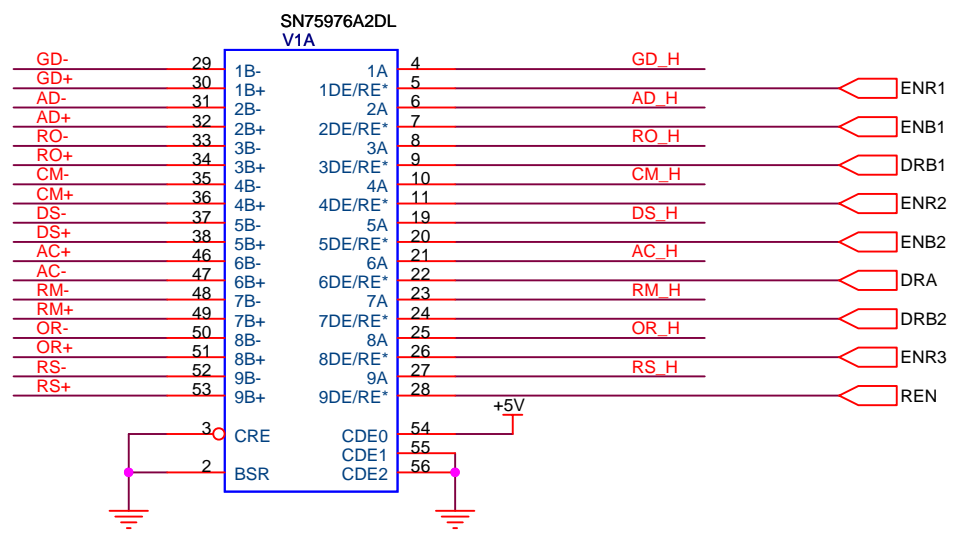 SN75976A2DL
V1A
GD- 29 1B- 1A 4 GD_H
GD+ 30 1B+ 1DE/RE* 5 ENR1
AD- 31 2B- 2A 6 AD_H
AD+ 32 2B+ 2DE/RE* 7 ENB1
RO- 33 3B- 3A 8 RO_H
RO+ 34 3B+ 3DE/RE* 9 DRB1
CM- 35 4B- 4A 10 CM_H
CM+ 36 4B+ 4DE/RE* 11 ENR2
DS- 37 5B- 5A 19 DS_H
DS+ 38 5B+ 5DE/RE* 20 ENB2
AC+ 46 6B- 6A 21 AC_H
AC- 47 6B+ 6DE/RE* 22 DRA
RM- 48 7B- 7A 23 RM_H
RM+ 49 7B+ 7DE/RE* 24 DRB2
OR- 50 8B- 8A 25 OR_H
OR+ 51 8B+ 8DE/RE* 26 ENR3
RS- 52 9B- 9A 27 RS_H
RS+ 53 9B+ 9DE/RE* 28 REN
+5V
3 CRE CDE0 54
CDE1 55
2 BSR CDE2 56